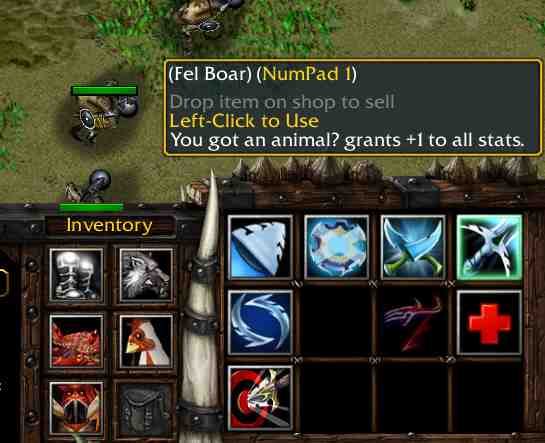 (Fel Boar) (NumPad 1)
Drop item on shop to sell
Left-Click to Use
You got an animal? grants +1 to all stats.
Inventory